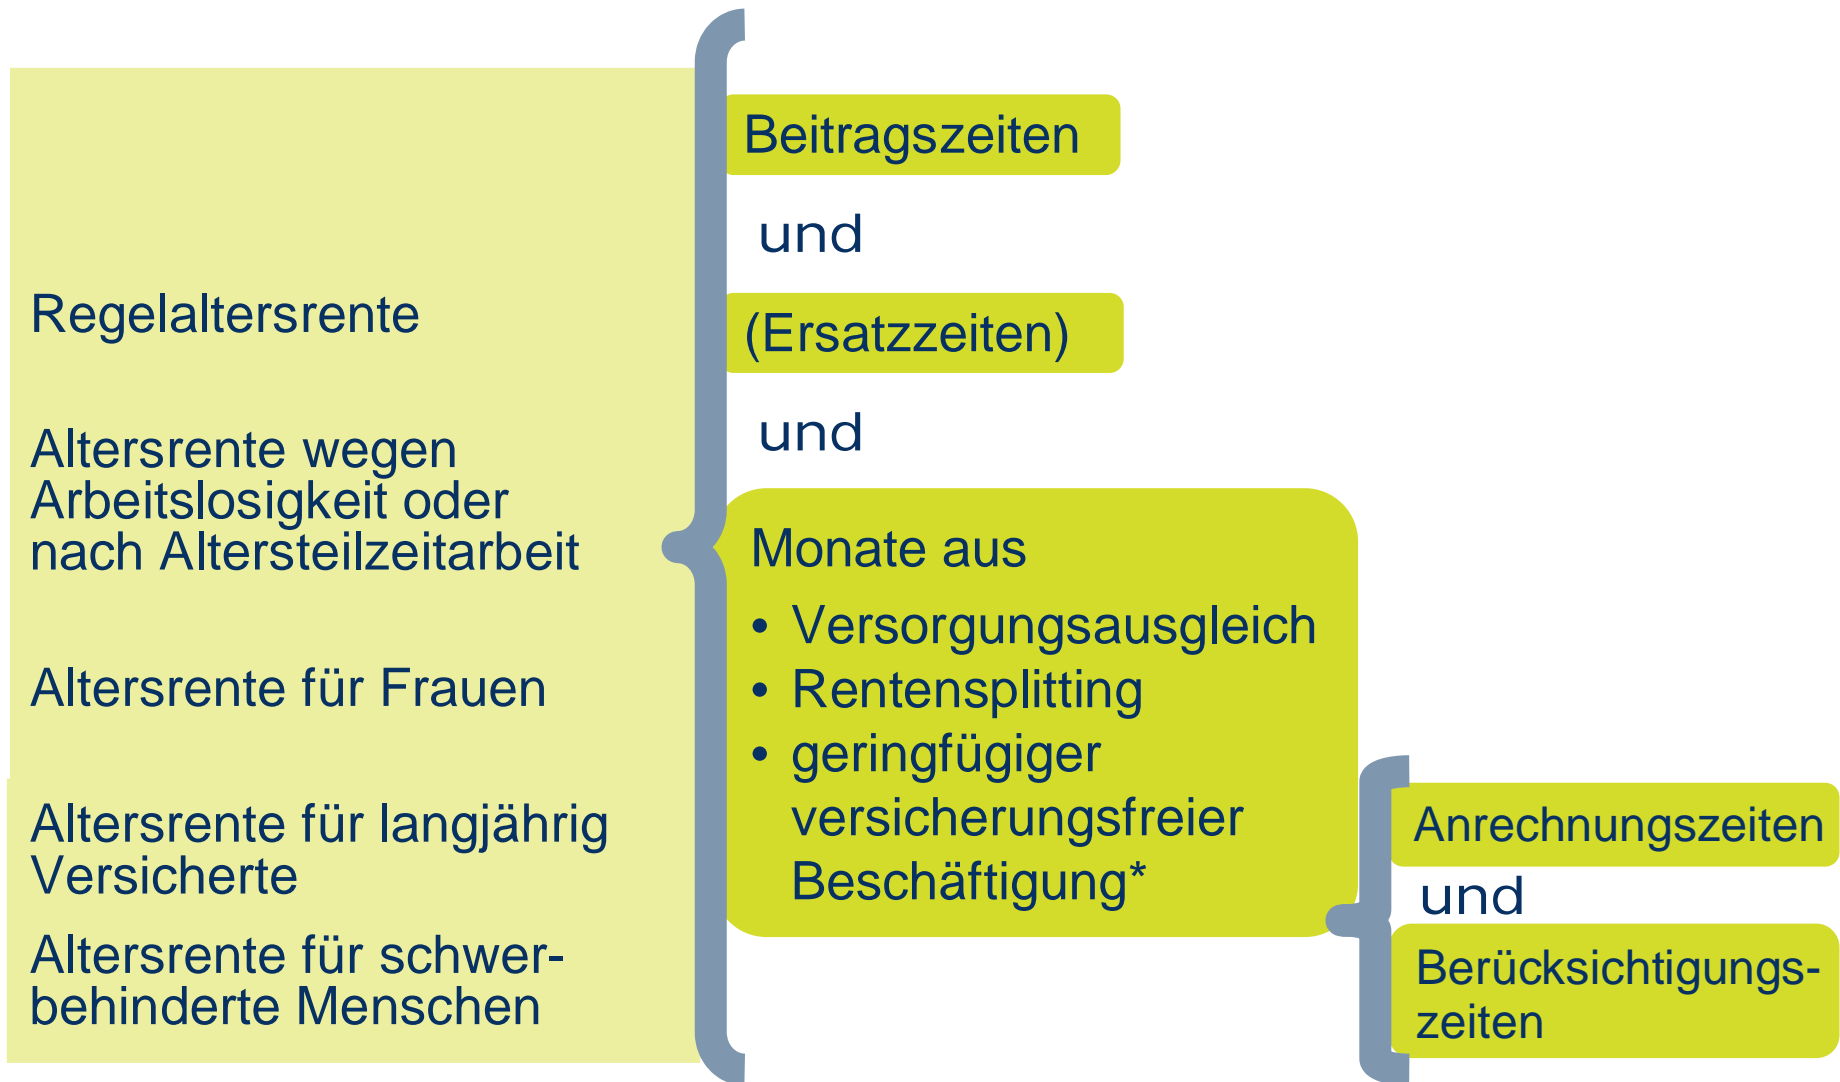 Regelaltersrente
Altersrente wegen
Arbeitslosigkeit oder
nach Altersteilzeitarbeit
Altersrente für Frauen
Altersrente für langjährig
Versicherte
Altersrente für schwer-
behinderte Menschen
Beitragszeiten
und
(Ersatzzeiten)
und
Monate aus
• Versorgungsausgleich
• Rentensplitting
• geringfügiger
versicherungsfreier
Beschäftigung*
Anrechnungszeiten
und
Berücksichtigungs-
zeiten